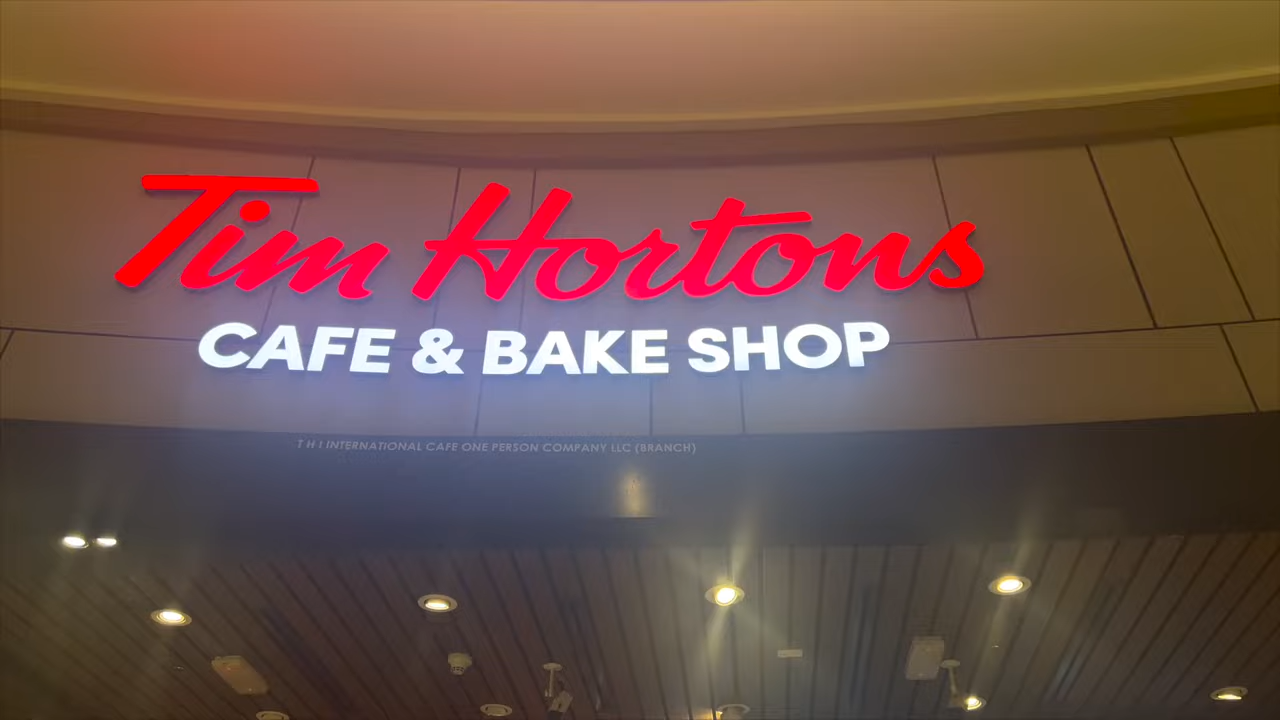 Tim Hortons
CAFE & BAKE SHOP
T H I INTERNATIONAL CAFE ONE PERSON COMPANY LLC (BRANCH)